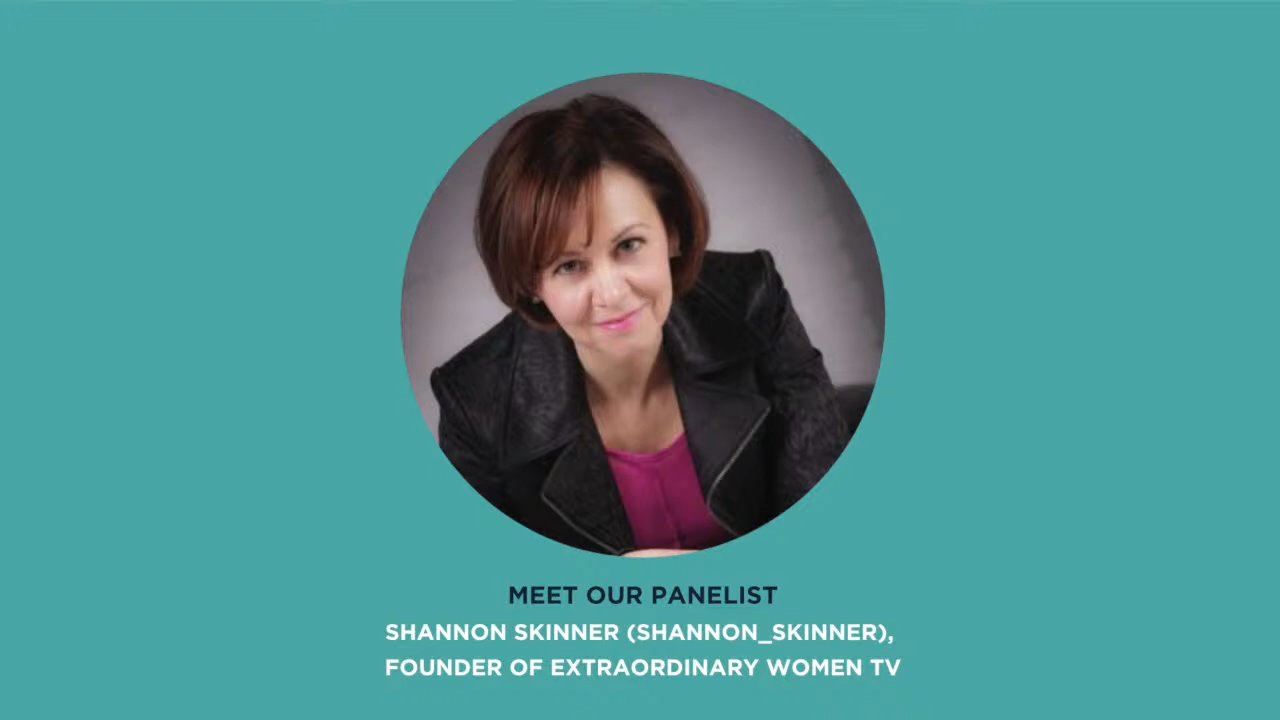 MEET OUR PANELIST
SHANNON SKINNER (SHANNON_SKINNER),
FOUNDER OF EXTRAORDINARY WOMEN TV